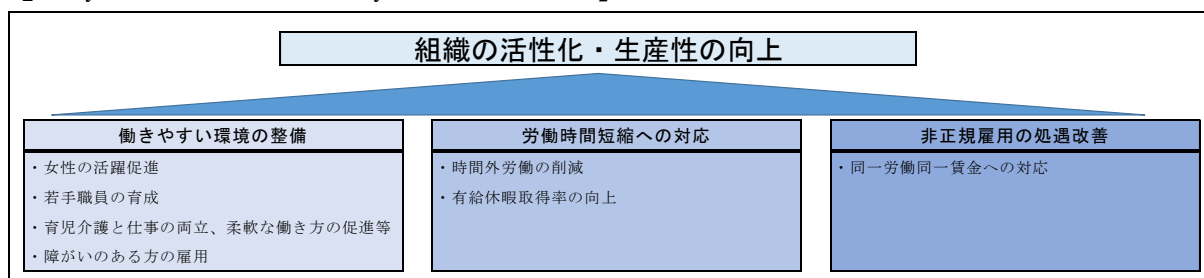 組織の活性化・生産性の向上
働きやすい環境の整備
・女性の活躍促進
・若手職員の育成
・育児介護と仕事の両立、柔軟な働き方の促進等
・障がいのある方の雇用
労働時間短縮への対応
・時間外労働の削減
・有給休暇取得率の向上
非正規雇用の処遇改善
・同一労働同一賃金への対応